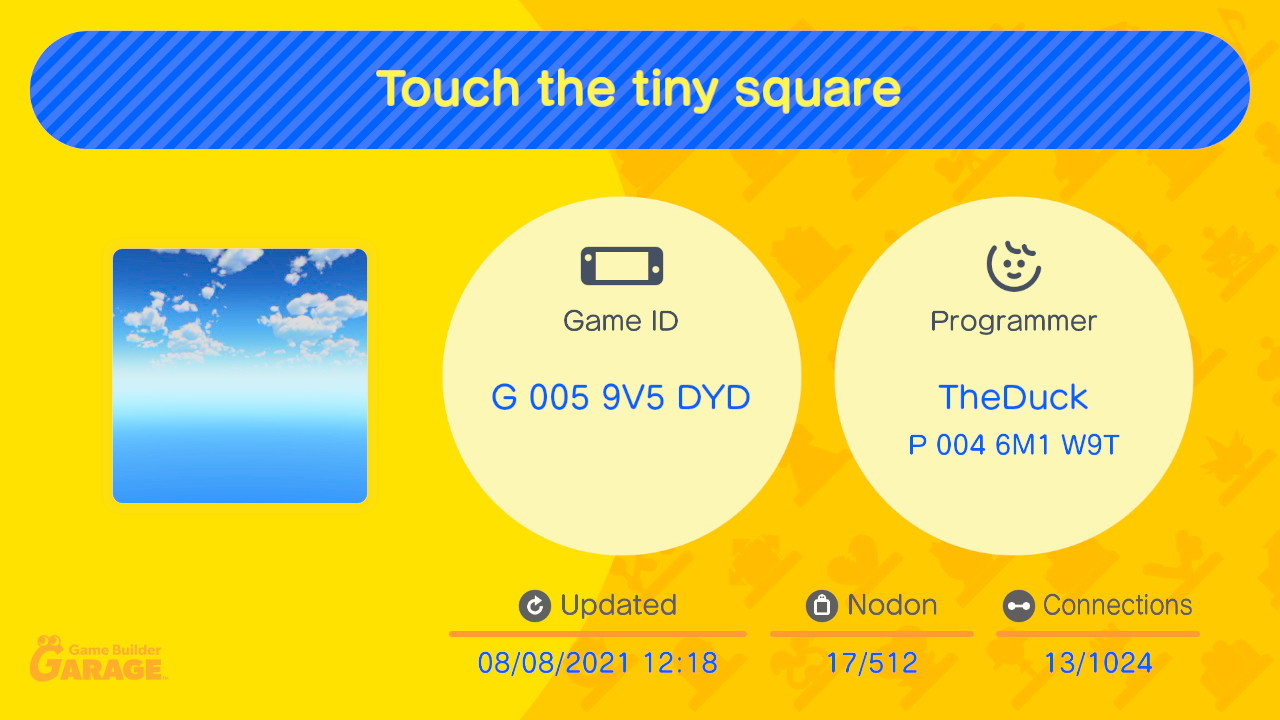 Touch the tiny square
Game ID
G 005 9V5 DYD
Programmer
TheDuck
P 004 6M1 W9T
Updated
08/08/2021 12:18
Nodon
17/512
Connections
13/1024
Game Builder
GARAGE